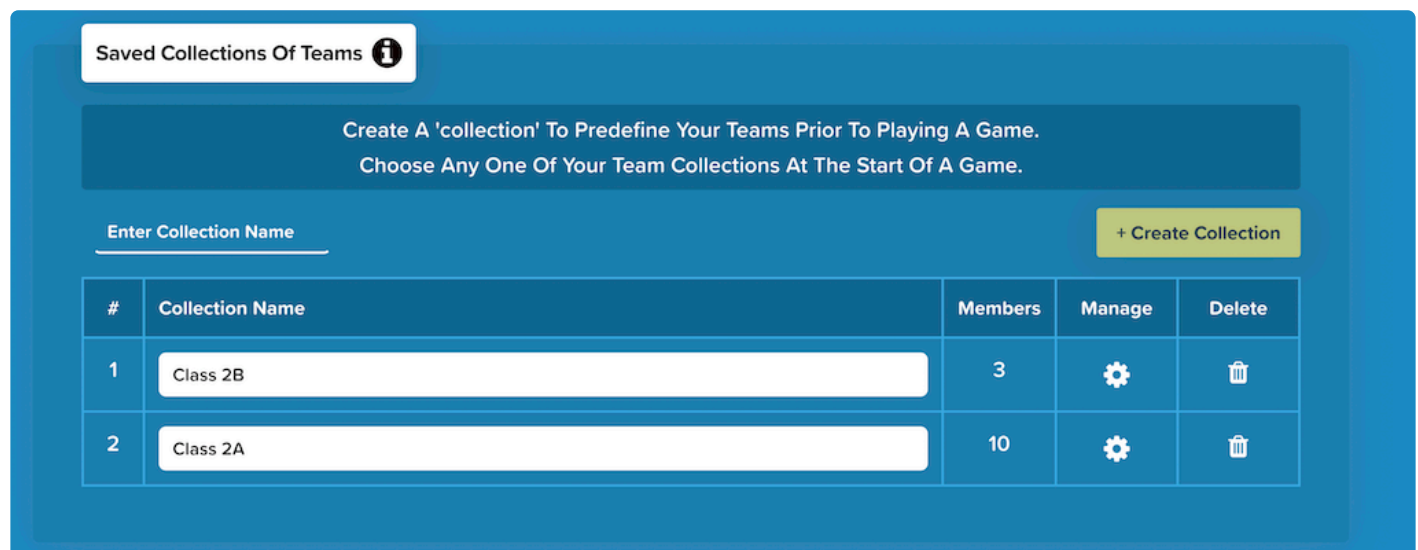 Saved Collections Of Teams
Create A 'collection' To Predefine Your Teams Prior To Playing A Game.
Choose Any One Of Your Team Collections At The Start Of A Game.
Enter Collection Name
+ Create Collection
# Collection Name Members Manage Delete
1 Class 2B 3
2 Class 2A 10